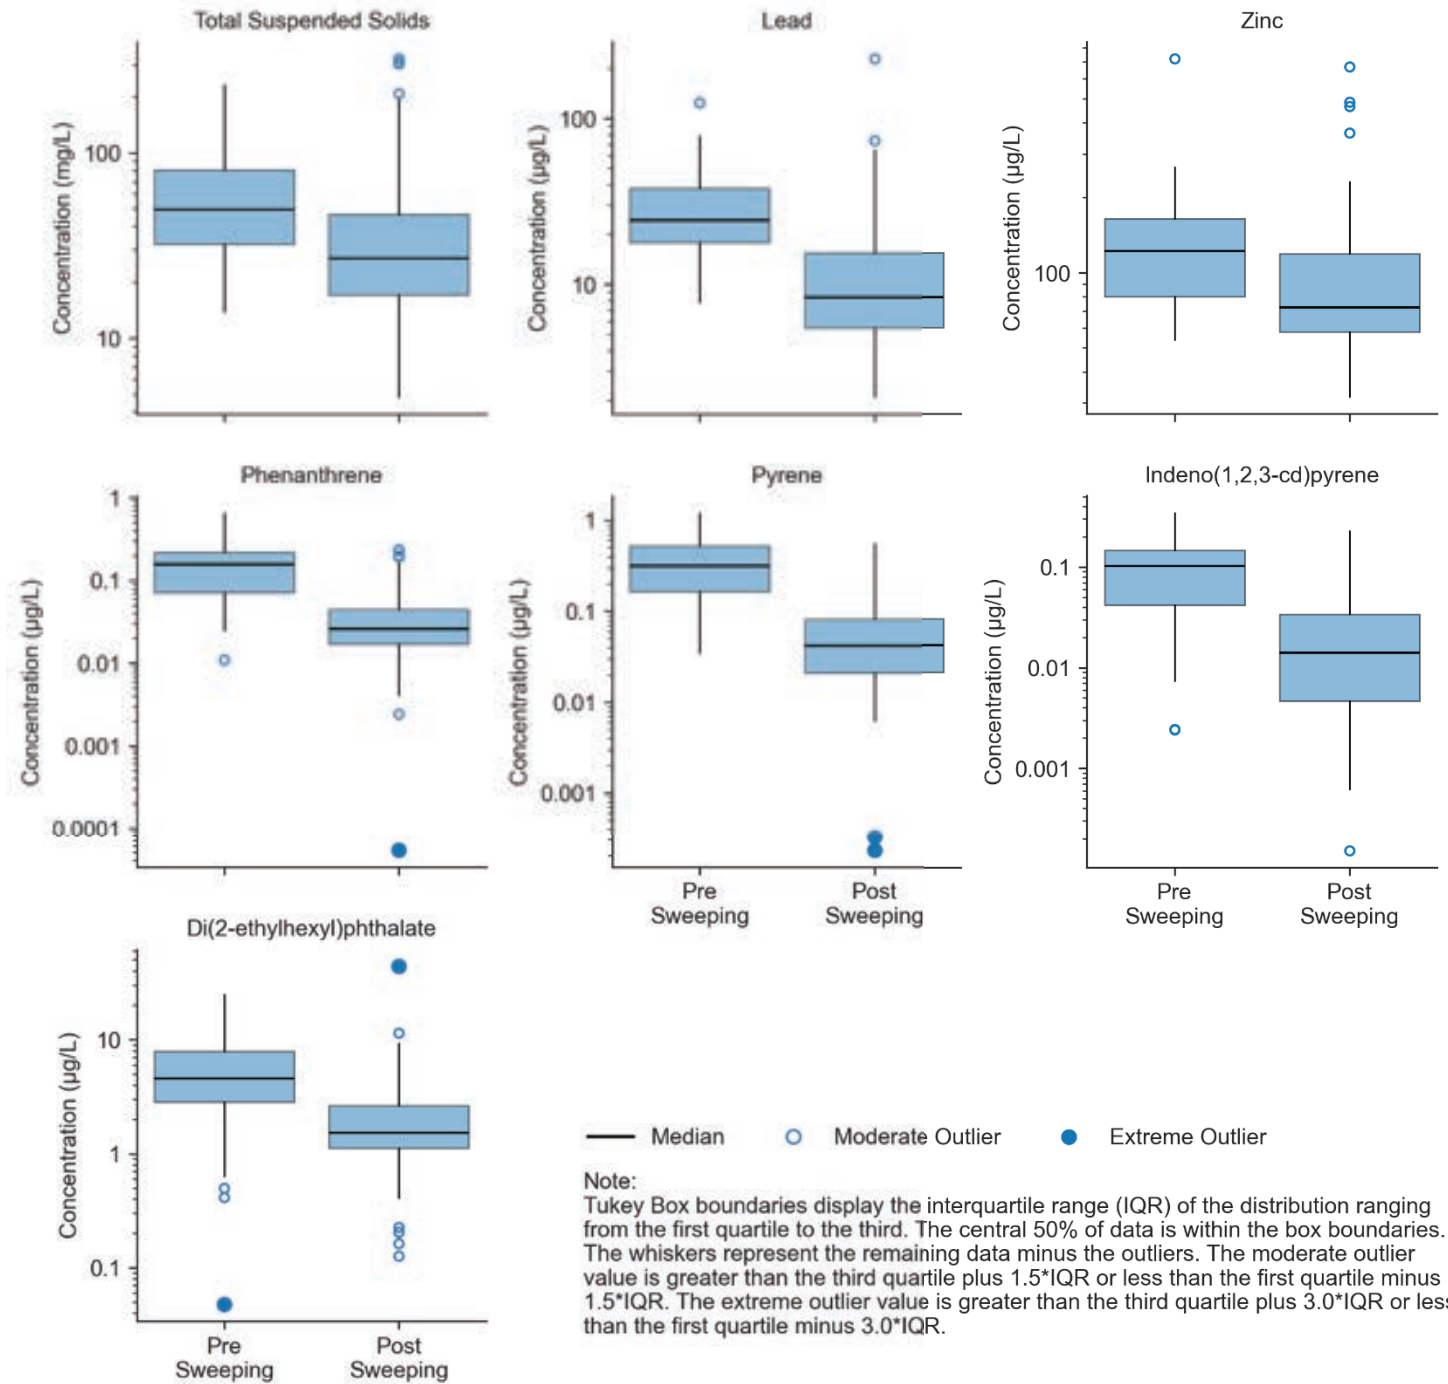 Total Suspended Solids
Lead
Zinc
Concentration (mg/L)
100
10
Concentration (µg/L)
100
10
Concentration (µg/L)
100
Phenanthrene
Pyrene
Indeno(1,2,3-cd)pyrene
Concentration (µg/L)
1
0.1
0.01
0.001
0.0001
Concentration (µg/L)
1
0.1
0.01
0.001
Concentration (µg/L)
0.1
0.01
0.001
Pre
Sweeping
Post
Sweeping
Pre
Sweeping
Post
Sweeping
Di(2-ethylhexyl)phthalate
Concentration (µg/L)
10
1
0.1
Pre
Sweeping
Post
Sweeping
Median
Moderate Outlier
Extreme Outlier
Note:
Tukey Box boundaries display the interquartile range (IQR) of the distribution ranging
from the first quartile to the third. The central 50% of data is within the box boundaries.
The whiskers represent the remaining data minus the outliers. The moderate outlier
value is greater than the third quartile plus 1.5*IQR or less than the first quartile minus
1.5*IQR. The extreme outlier value is greater than the third quartile plus 3.0*IQR or less
than the first quartile minus 3.0*IQR.